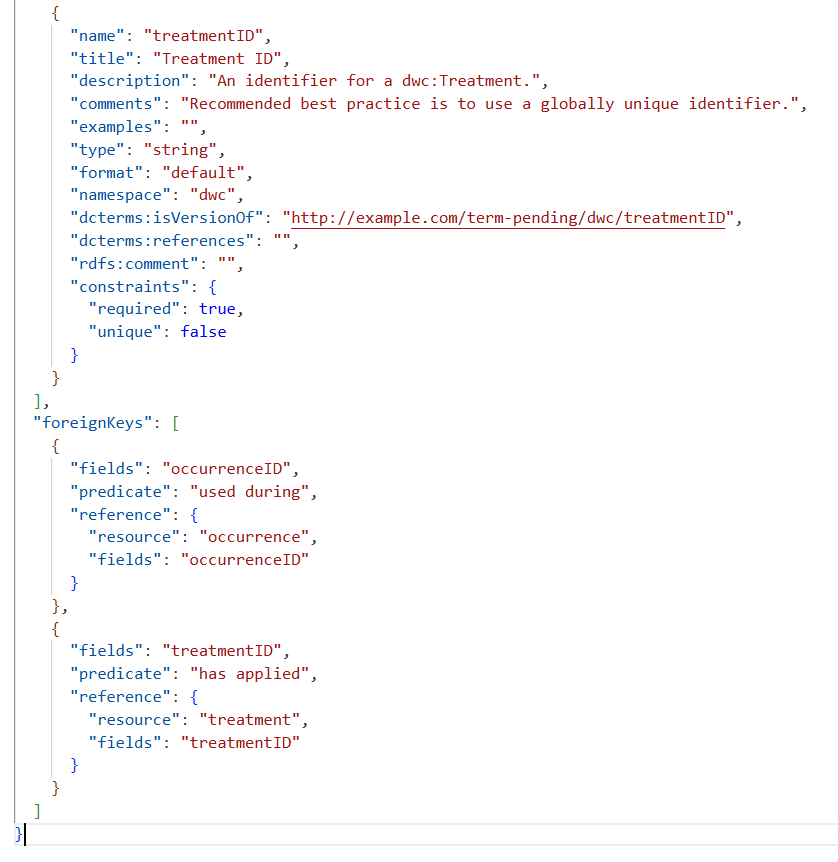 {
"name": "treatmentID",
"title": "Treatment ID",
"description": "An identifier for a dwc:Treatment.",
"comments": "Recommended best practice is to use a globally unique identifier.",
"examples": "",
"type": "string",
"format": "default",
"namespace": "dwc",
"dcterms:isVersionOf": "http://example.com/term-pending/dwc/treatmentID",
"dcterms:references": "",
"rdfs:comment": "",
"constraints": {
"required": true,
"unique": false
}
}
],
"foreignKeys": [
{
"fields": "occurrenceID",
"predicate": "used during",
"reference": {
"resource": "occurrence",
"fields": "occurrenceID"
}
},
{
"fields": "treatmentID",
"predicate": "has applied",
"reference": {
"resource": "treatment",
"fields": "treatmentID"
}
}
]
}